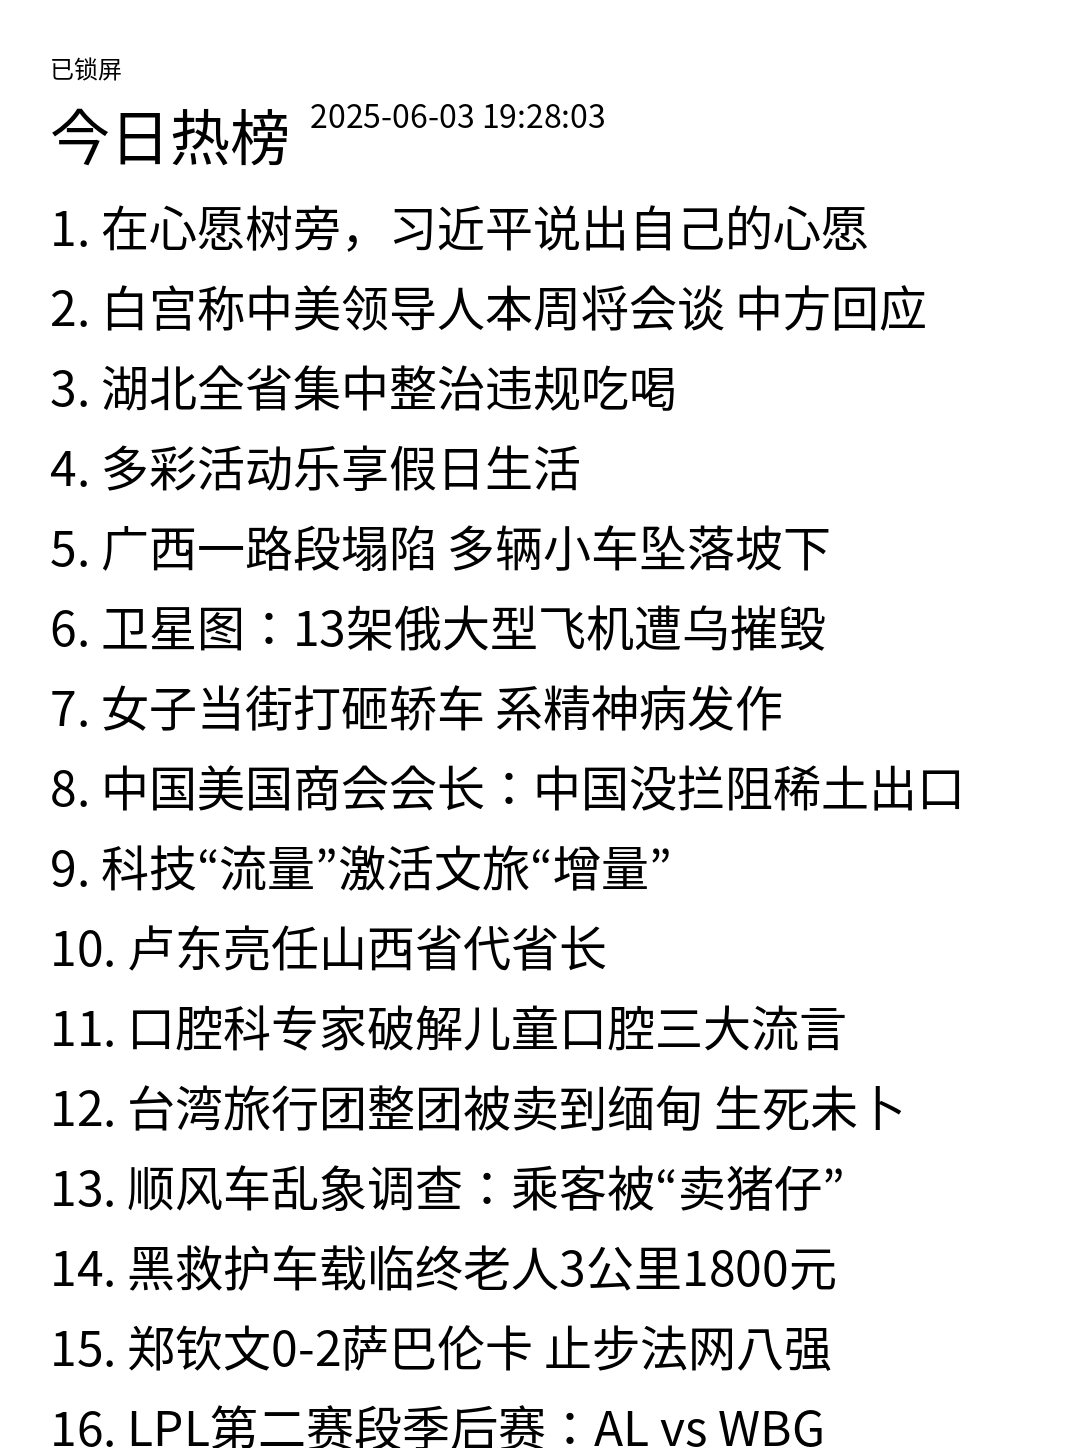 已锁屏
今日热榜 2025-06-03 19:28:03
1. 在心愿树旁，习近平说出自己的心愿
2. 白宫称中美领导人本周将会谈 中方回应
3. 湖北全省集中整治违规吃喝
4. 多彩活动乐享假日生活
5. 广西一路段塌陷 多辆小车坠落坡下
6. 卫星图：13架俄大型飞机遭乌摧毁
7. 女子当街打砸轿车 系精神病发作
8. 中国美国商会会长：中国没拦阻稀土出口
9. 科技“流量”激活文旅“增量”
10. 卢东亮任山西省代省长
11. 口腔科专家破解儿童口腔三大流言
12. 台湾旅行团整团被卖到缅甸 生死未卜
13. 顺风车乱象调查：乘客被“卖猪仔”
14. 黑救护车载临终老人3公里1800元
15. 郑钦文0-2萨巴伦卡 止步法网八强
16. LPL第二赛段季后赛：AL vs WBG